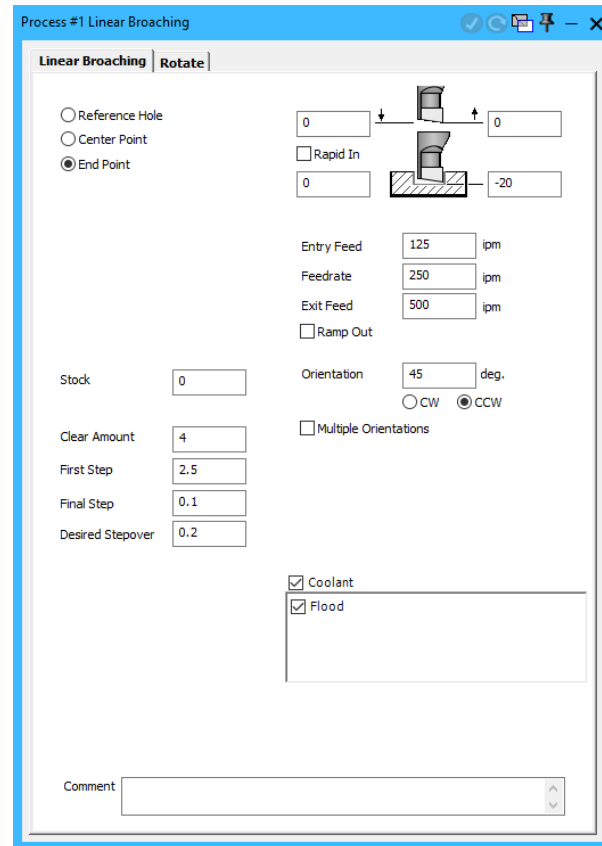 Process #1 Linear Broaching
Linear Broaching Rotate
Reference Hole
Center Point
End Point
0 0
Rapid In
0 -20
Entry Feed 125 ipm
Feedrate 250 ipm
Exit Feed 500 ipm
Ramp Out
Stock 0
Orientation 45 deg.
CW CCW
Multiple Orientations
Clear Amount 4
First Step 2.5
Final Step 0.1
Desired Stepover 0.2
Coolant
Flood
Comment